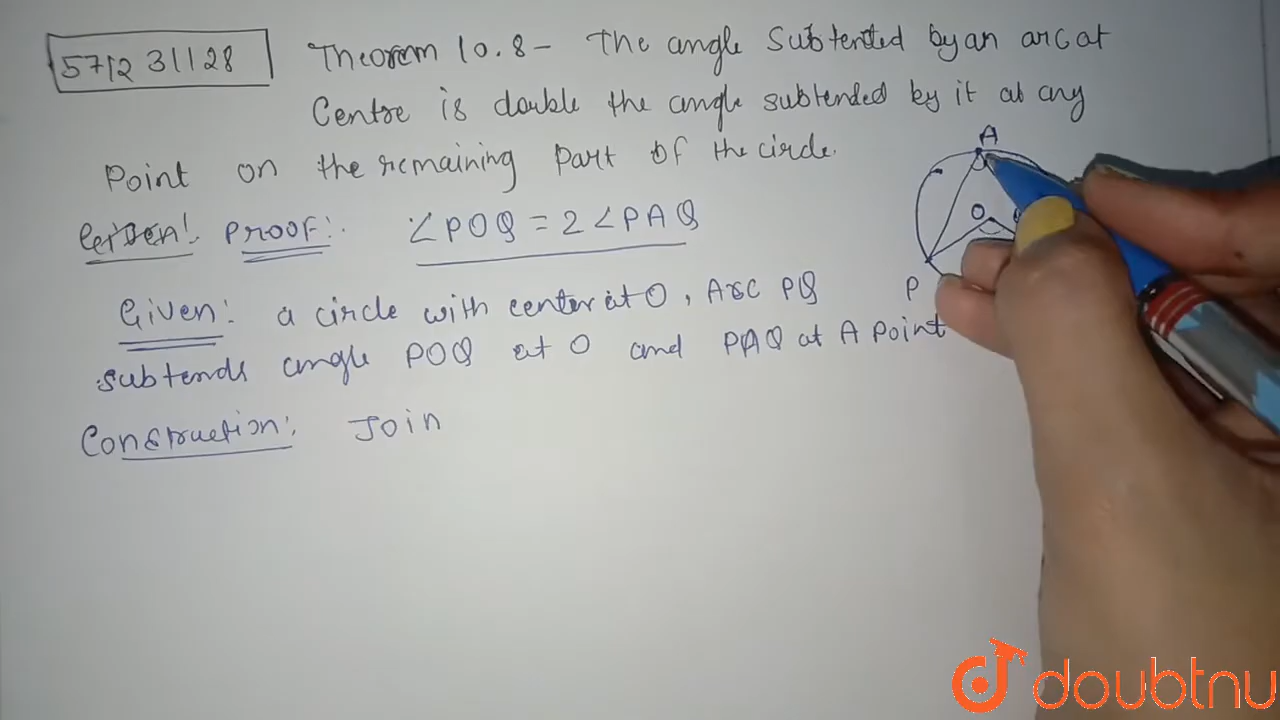 571231128 Theorem 10.8- The angle Subtended by an arc at
Centre is double the angle subtended by it at any
Point on the remaining Part of the circle.
Given! PROOF:. ∠POQ = 2∠PAQ
Given: a circle with center at O, Arc PQ
subtends angle POQ at O and PAQ at A Point
Construction: Join
A
O
P
doubtnut